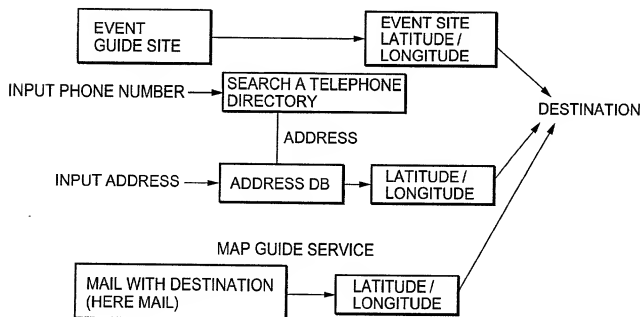 EVENT
GUIDE SITE
EVENT SITE
LATITUDE /
LONGITUDE
INPUT PHONE NUMBER
SEARCH A TELEPHONE
DIRECTORY
DESTINATION
ADDRESS
INPUT ADDRESS
ADDRESS DB
LATITUDE /
LONGITUDE
MAP GUIDE SERVICE
MAIL WITH DESTINATION
(HERE MAIL)
LATITUDE /
LONGITUDE